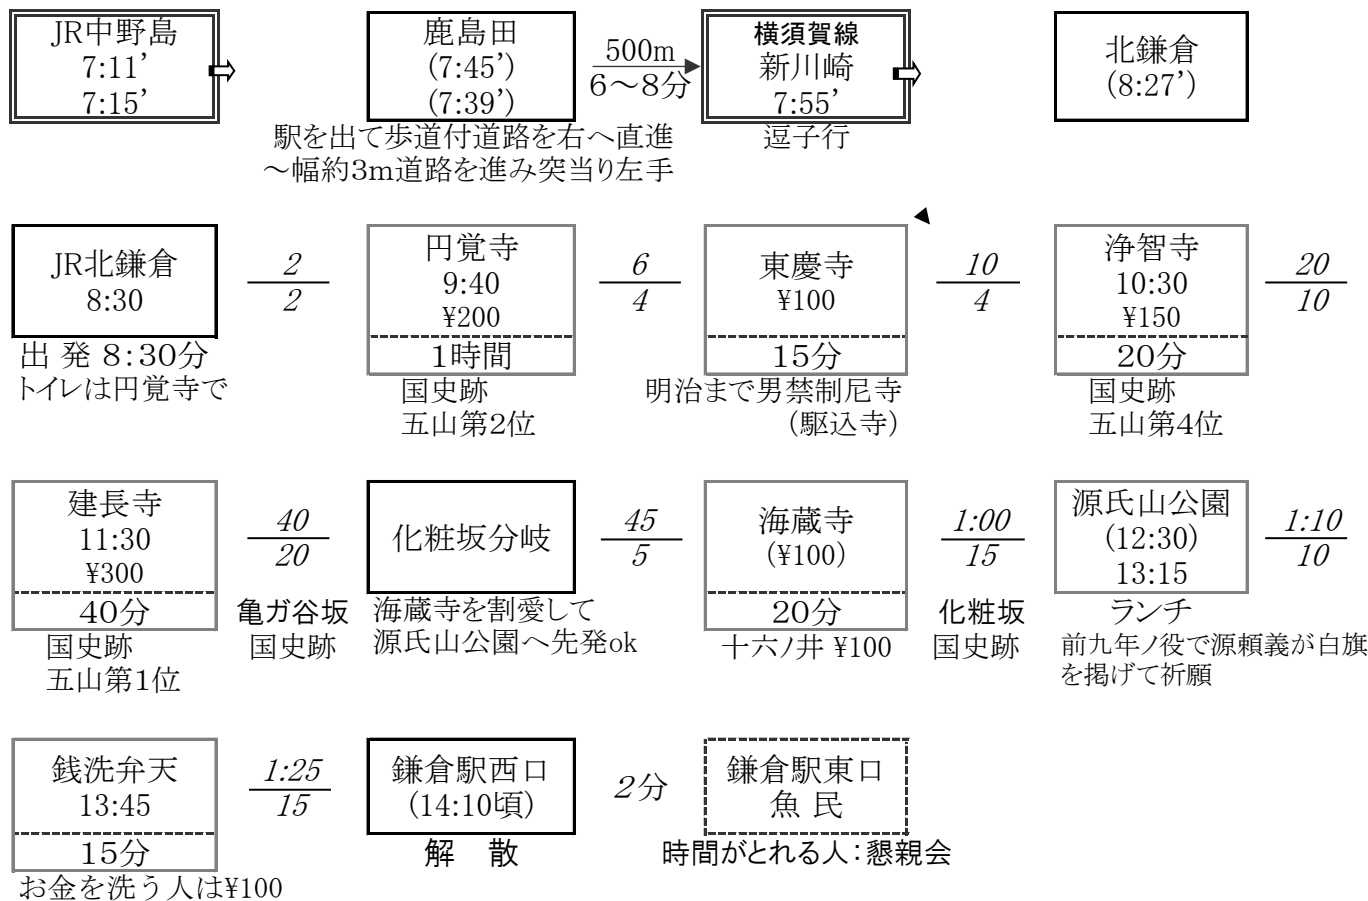 JR中野島
7:11’
7:15’
鹿島田
(7:45’)
(7:39’)
500m
6～8分
横須賀線
新川崎
7:55’
北鎌倉
(8:27’)
駅を出て歩道付道路を右へ直進
～幅約3m道路を進み突当り左手
逗子行
JR北鎌倉
8:30
2
2
円覚寺
9:40
¥200
1時間
6
4
東慶寺
¥100
15分
10
4
浄智寺
10:30
¥150
20分
20
10
出 発 8:30分
トイレは円覚寺で
国史跡
五山第2位
明治まで男禁制尼寺
(駆込寺)
国史跡
五山第4位
建長寺
11:30
¥300
40分
40
20
化粧坂分岐
45
5
海蔵寺
(¥100)
20分
1:00
15
源氏山公園
(12:30)
13:15
1:10
10
国史跡
五山第1位
亀ガ谷坂
国史跡
海蔵寺を割愛して
源氏山公園へ先発ok
十六ノ井 ¥100
化粧坂
国史跡
ランチ
前九年ノ役で源頼義が白旗
を掲げて祈願
銭洗弁天
13:45
15分
1:25
15
鎌倉駅西口
(14:10頃)
2分
鎌倉駅東口
魚 民
お金を洗う人は¥100
解 散
時間がとれる人:懇親会